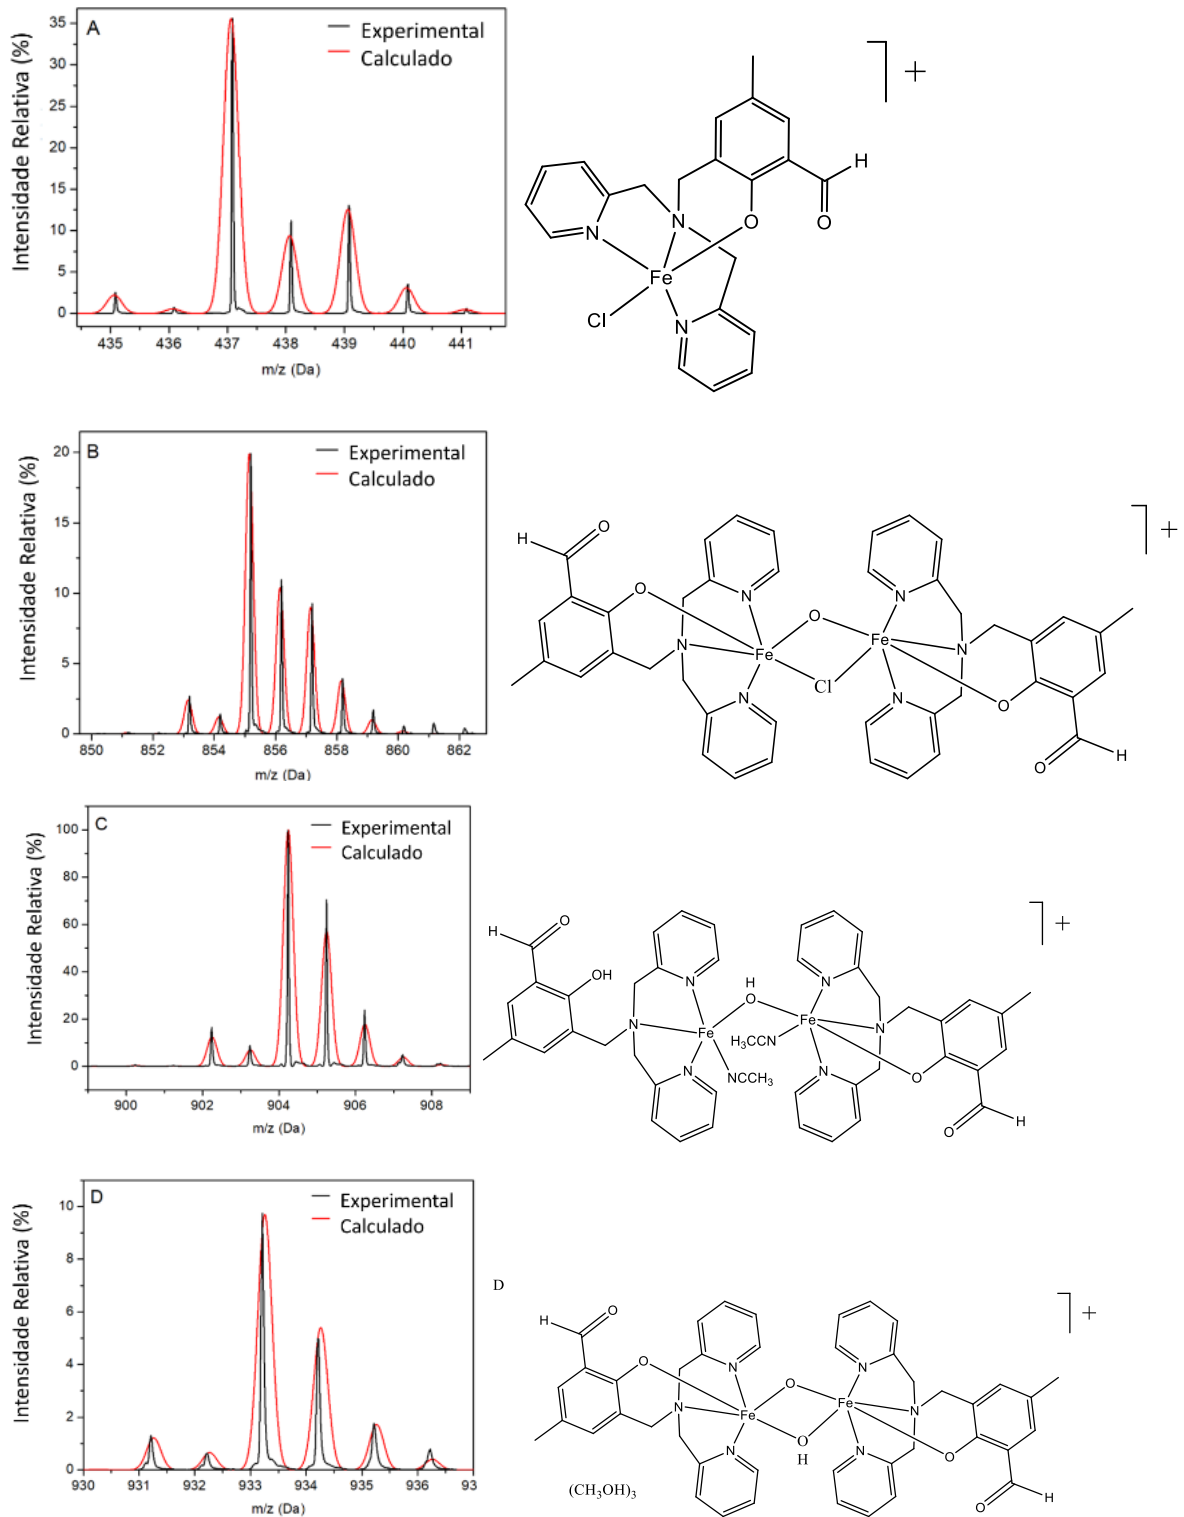 A
Experimental
Calculado
Intensidade Relativa (%)
35
30
25
20
15
10
5
0
435 436 437 438 439 440 441
m/z (Da)
+
H
O
O
N
N
Fe
Cl
N
B
Experimental
Calculado
Intensidade Relativa (%)
20
15
10
5
0
850 852 854 856 858 860 862
m/z (Da)
+
H O
O N O N
N Fe Fe N
Cl
N N O
O H
C
Experimental
Calculado
Intensidade Relativa (%)
100
80
60
40
20
0
900 902 904 906 908
m/z (Da)
+
H O
OH N H N
O
N Fe Fe N
H₃CCN
N NCCH₃ N O
O H
D
Experimental
Calculado
Intensidade Relativa (%)
10
8
6
4
2
0
930 931 932 933 934 935 936 93
m/z (Da)
D
+
H O
O N O N
N Fe Fe N
O
H
N N O
O H
(CH₃OH)₃